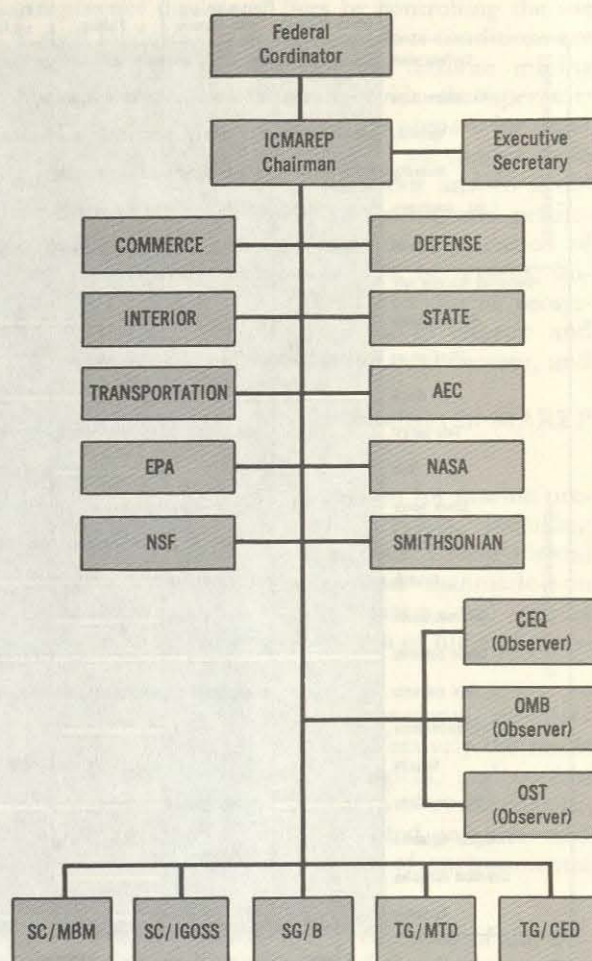 Federal
Cordinator
ICMAREP
Chairman
Executive
Secretary
COMMERCE
DEFENSE
INTERIOR
STATE
TRANSPORTATION
AEC
EPA
NASA
NSF
SMITHSONIAN
CEQ
(Observer)
OMB
(Observer)
OST
(Observer)
SC/MBM
SC/IGOSS
SG/B
TG/MTD
TG/CED